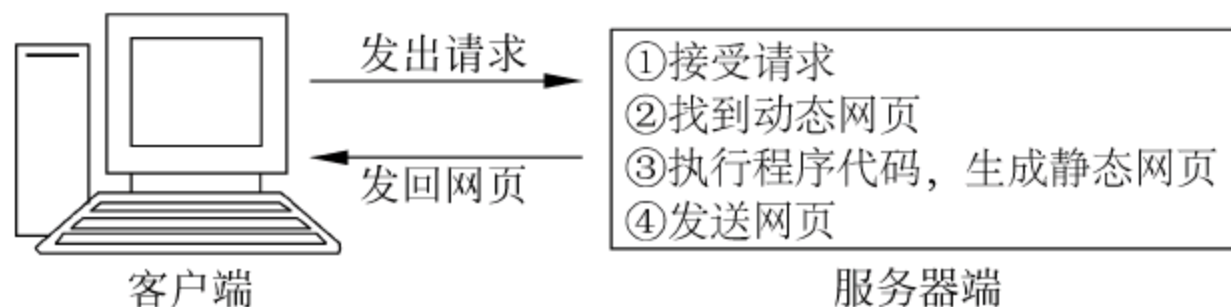 发出请求
发回网页
客户端
①接受请求
②找到动态网页
③执行程序代码，生成静态网页
④发送网页
服务器端